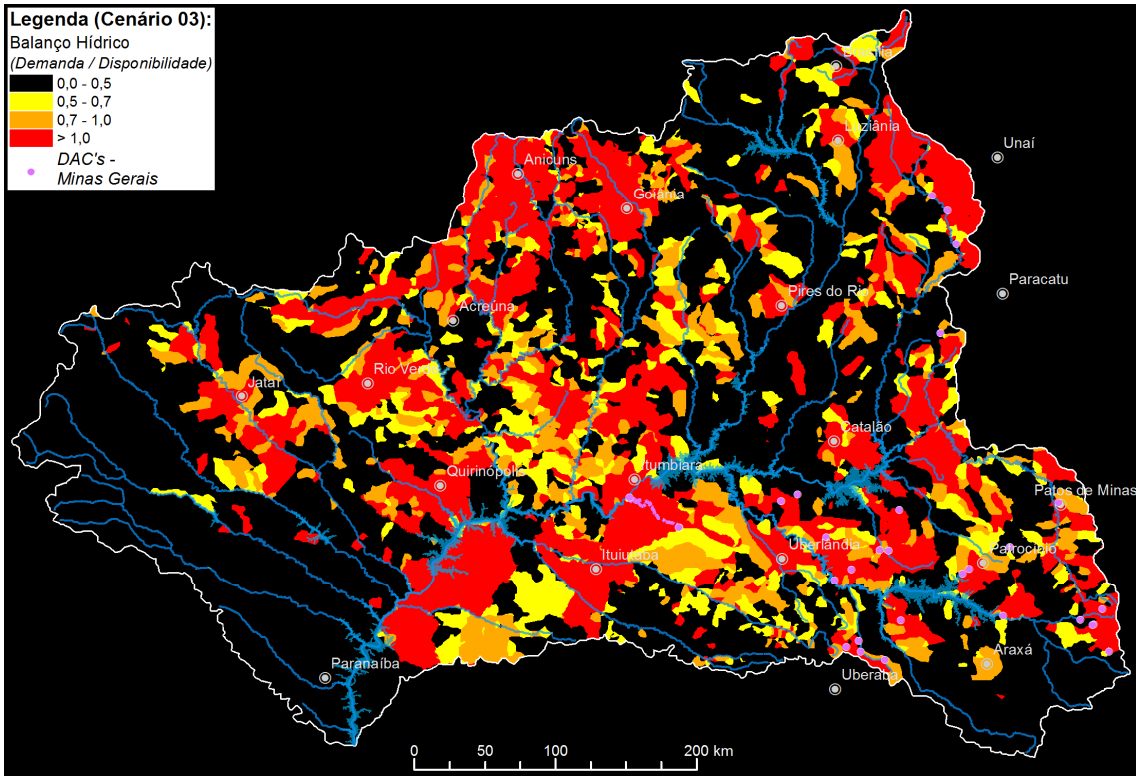 Legenda (Cenário 03):
Balanço Hídrico
(Demanda / Disponibilidade)
0,0 - 0,5
0,5 - 0,7
0,7 - 1,0
> 1,0
DAC's -
Minas Gerais
Brasília
Luziânia
Unaí
Anicuns
Goiânia
Paracatu
Pires do Rio
Acreúna
Rio Verde
Jataí
Catalão
Itumbiara
Quirinópolis
Patos de Minas
Uberlândia
Patrocínio
Ituiutaba
Araxá
Paranaíba
Uberaba
0 50 100 200 km